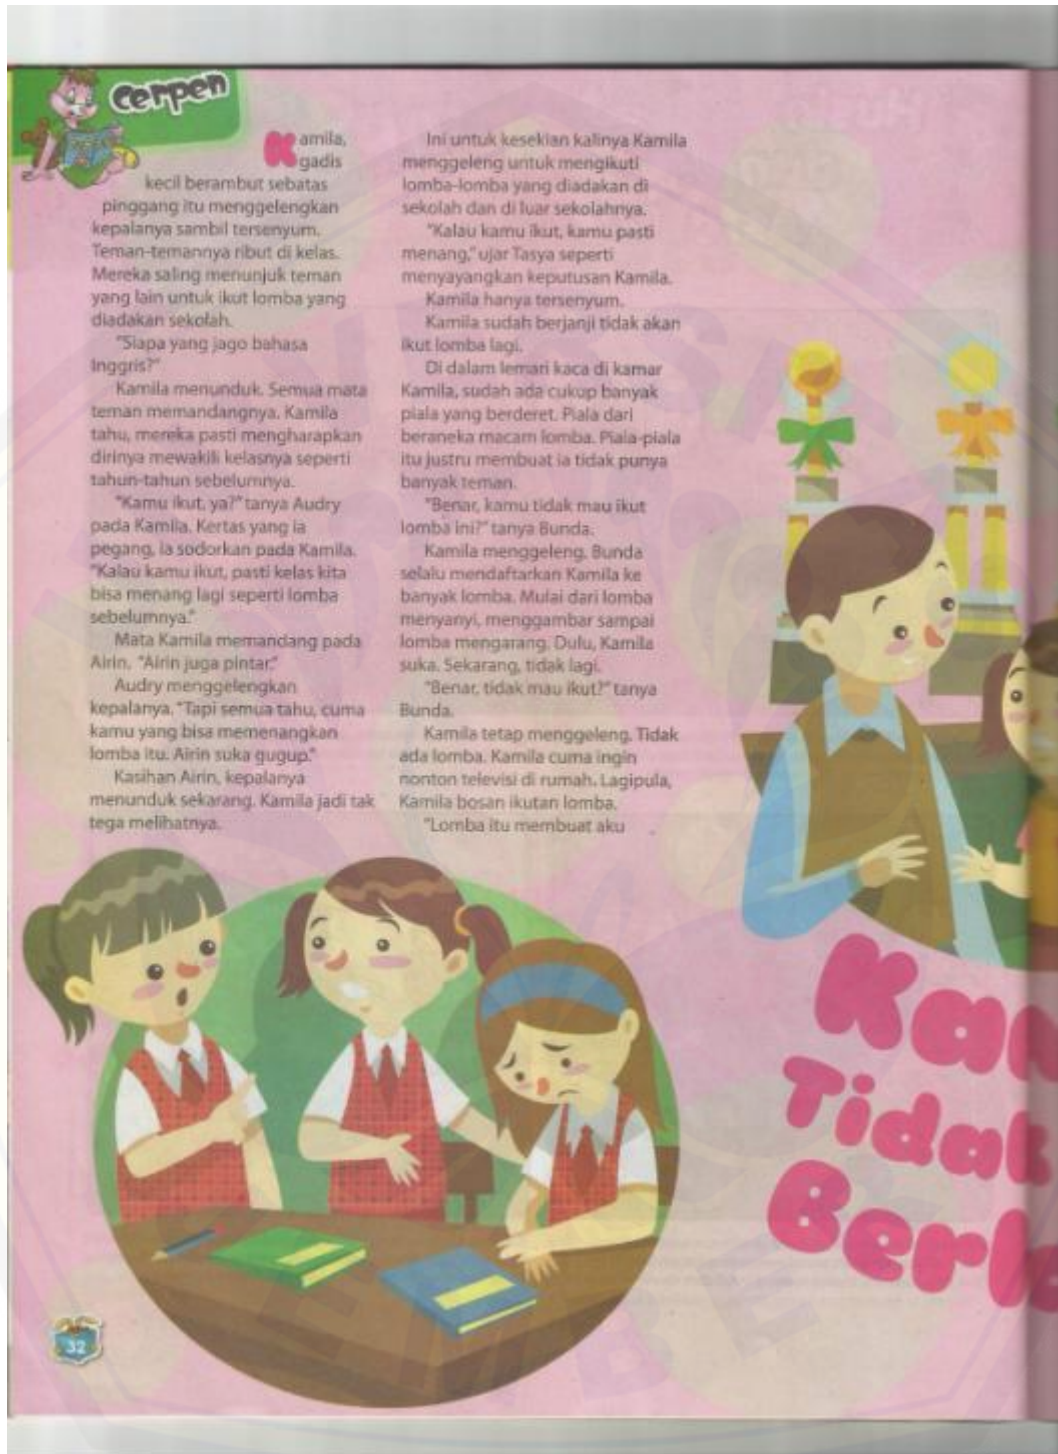 Cerpen
Kamila,
gadis
kecil berambut sebatas
pinggang itu menggelengkan
kepalanya sambil tersenyum.
Teman-temannya ribut di kelas.
Mereka saling menunjuk teman
yang lain untuk ikut lomba yang
diadakan sekolah.
"Siapa yang jago bahasa
Inggris?"
Kamila menunduk. Semua mata
teman memandangnya. Kamila
tahu, mereka pasti mengharapkan
dirinya mewakili kelasnya seperti
tahun-tahun sebelumnya.
"Kamu ikut, ya?" tanya Audry
pada Kamila. Kertas yang ia
pegang, ia sodorkan pada Kamila.
"Kalau kamu ikut, pasti kelas kita
bisa menang lagi seperti lomba
sebelumnya."
Mata Kamila memandang pada
Airin. "Airin juga pintar."
Audry menggelengkan
kepalanya. "Tapi semua tahu, cuma
kamu yang bisa memenangkan
lomba itu. Airin suka gugup."
Kasihan Airin, kepalanya
menunduk sekarang. Kamila jadi tak
tega melihatnya.
Ini untuk kesekian kalinya Kamila
menggeleng untuk mengikuti
lomba-lomba yang diadakan di
sekolah dan di luar sekolahnya.
"Kalau kamu ikut, kamu pasti
menang," ujar Tasya seperti
menyayangkan keputusan Kamila.
Kamila hanya tersenyum.
Kamila sudah berjanji tidak akan
ikut lomba lagi.
Di dalam lemari kaca di kamar
Kamila, sudah ada cukup banyak
piala yang berderet. Piala dari
beraneka macam lomba. Piala-piala
itu justru membuat ia tidak punya
banyak teman.
"Benar, kamu tidak mau ikut
lomba ini?" tanya Bunda.
Kamila menggeleng. Bunda
selalu mendaftarkan Kamila ke
banyak lomba. Mulai dari lomba
menyanyi, menggambar sampai
lomba mengarang. Dulu, Kamila
suka. Sekarang, tidak lagi.
"Benar, tidak mau ikut?" tanya
Bunda.
Kamila tetap menggeleng. Tidak
ada lomba. Kamila cuma ingin
nonton televisi di rumah. Lagipula,
Kamila bosan ikutan lomba.
"Lomba itu membuat aku
Ka
Tidak
Ber
32